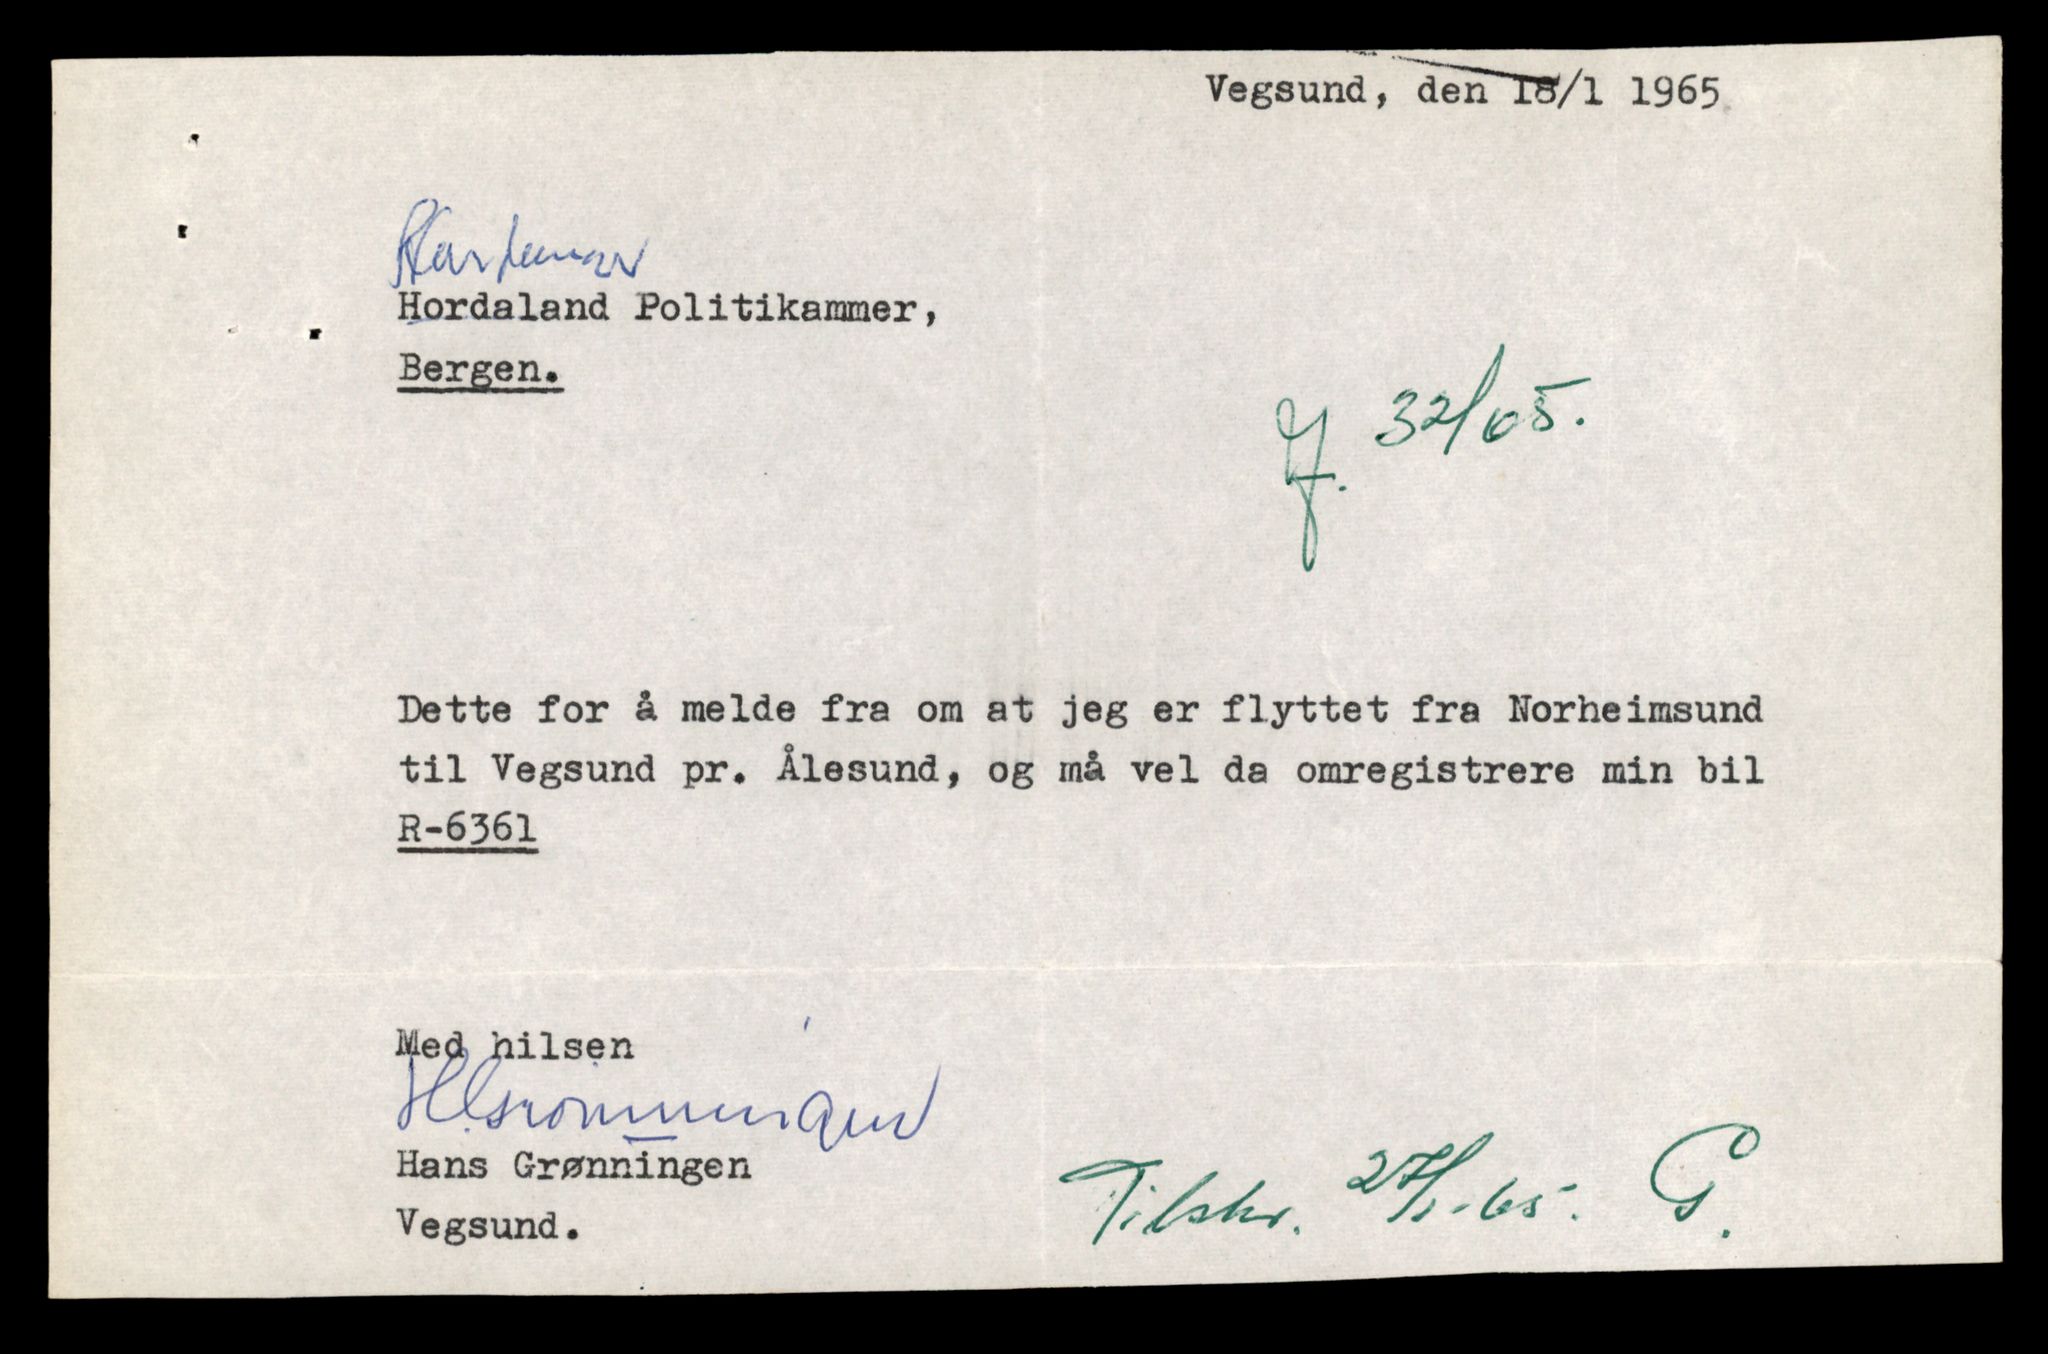 Vegsund, den 18/1 1965
Hordaland Politikammer,
Bergen.
J. 32/65.
Dette for å melde fra om at jeg er flyttet fra Norheimsund
til Vegsund pr. Ålesund, og må vel da omregistrere min bil
R-6361
Med hilsen
HGrønningen
Hans Grønningen
Vegsund.
Tilskr. 27/1-65. G.